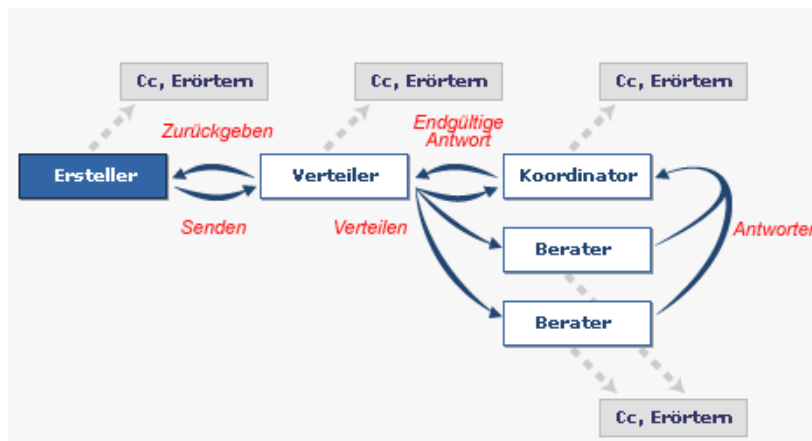 Cc, Erörtern
Cc, Erörtern
Cc, Erörtern
Zurückgeben
Endgültige
Antwort
Ersteller
Verteiler
Koordinator
Senden
Verteilen
Antworten
Berater
Berater
Cc, Erörtern